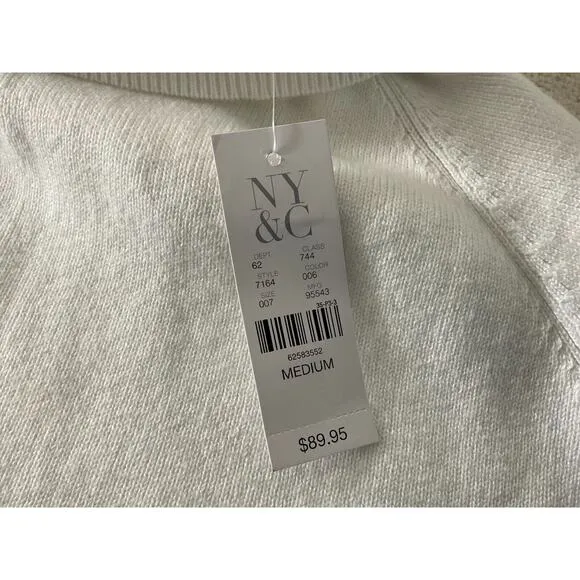 NY
&C
DEPT CLASS
62 744
STYLE COLOR
7164 006
SIZE MFG
007 95543
35-P3-3
62583552
MEDIUM
$89.95